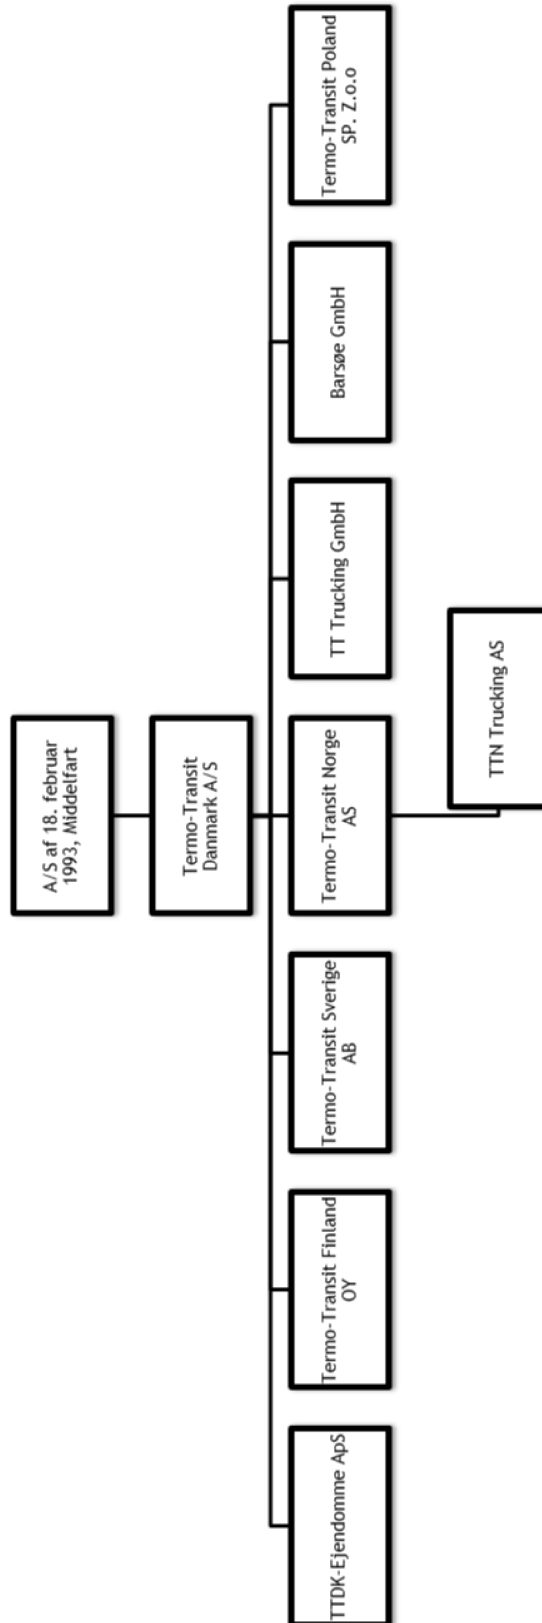 A/S af 18. februar
1993, Middelfart
Termo-Transit
Danmark A/S
TTDK-Ejendomme ApS
Termo-Transit Finland
OY
Termo-Transit Sverige
AB
Termo-Transit Norge
AS
TT Trucking GmbH
Barsøe GmbH
Termo-Transit Poland
SP. Z.o.o
TTN Trucking AS